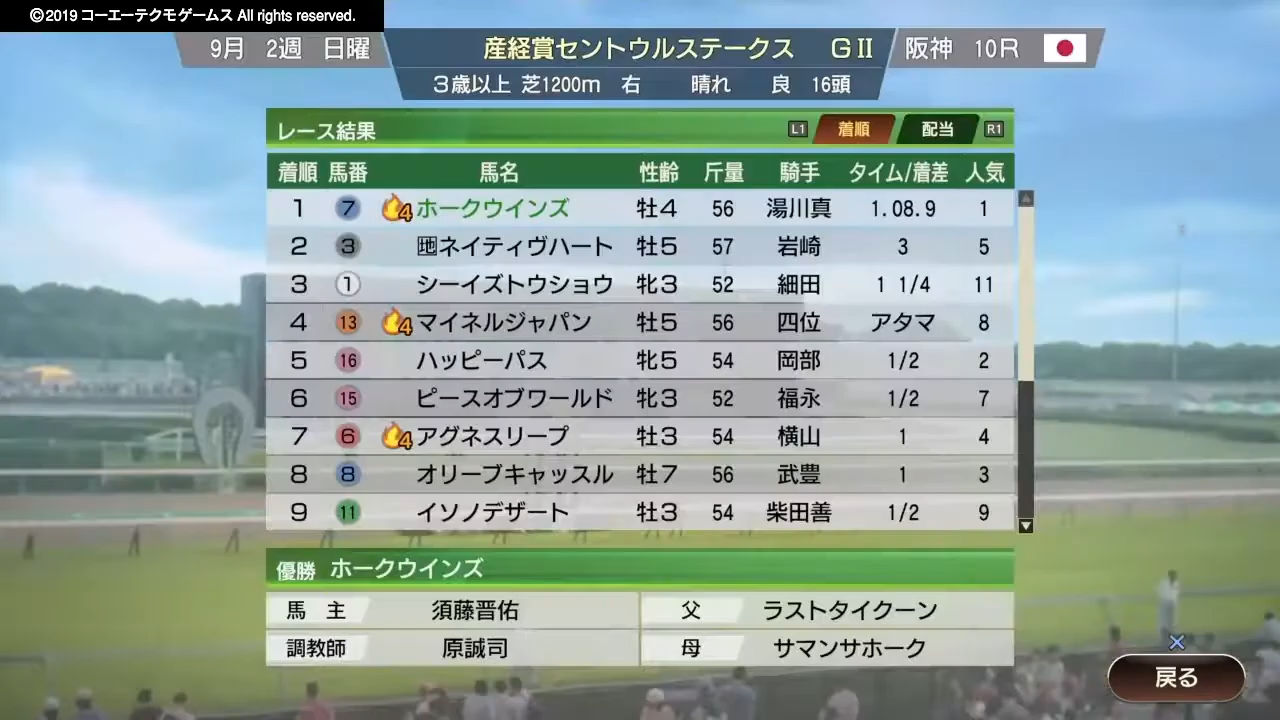 ©2019 コーエーテクモゲームス All rights reserved.
9月 2週 日曜 産経賞セントウルステークス GⅡ 阪神 10R
3歳以上 芝1200m 右 晴れ 良 16頭
レース結果 L1 着順 配当 R1
着順 馬番 馬名 性齢 斤量 騎手 タイム/着差 人気
1 7 4 ホークウインズ 牡4 56 湯川真 1.08.9 1
2 3 地 ネイティヴハート 牡5 57 岩崎 3 5
3 1 シーイズトウショウ 牝3 52 細田 1 1/4 11
4 13 4 マイネルジャパン 牡5 56 四位 アタマ 8
5 16 ハッピーパス 牝5 54 岡部 1/2 2
6 15 ピースオブワールド 牝3 52 福永 1/2 7
7 6 4 アグネスリープ 牡3 54 横山 1 4
8 8 オリーブキャッスル 牡7 56 武豊 1 3
9 11 イソノデザート 牡3 54 柴田善 1/2 9
優勝 ホークウインズ
馬主 須藤晋佑 父 ラストタイクーン
調教師 原誠司 母 サマンサホーク
戻る